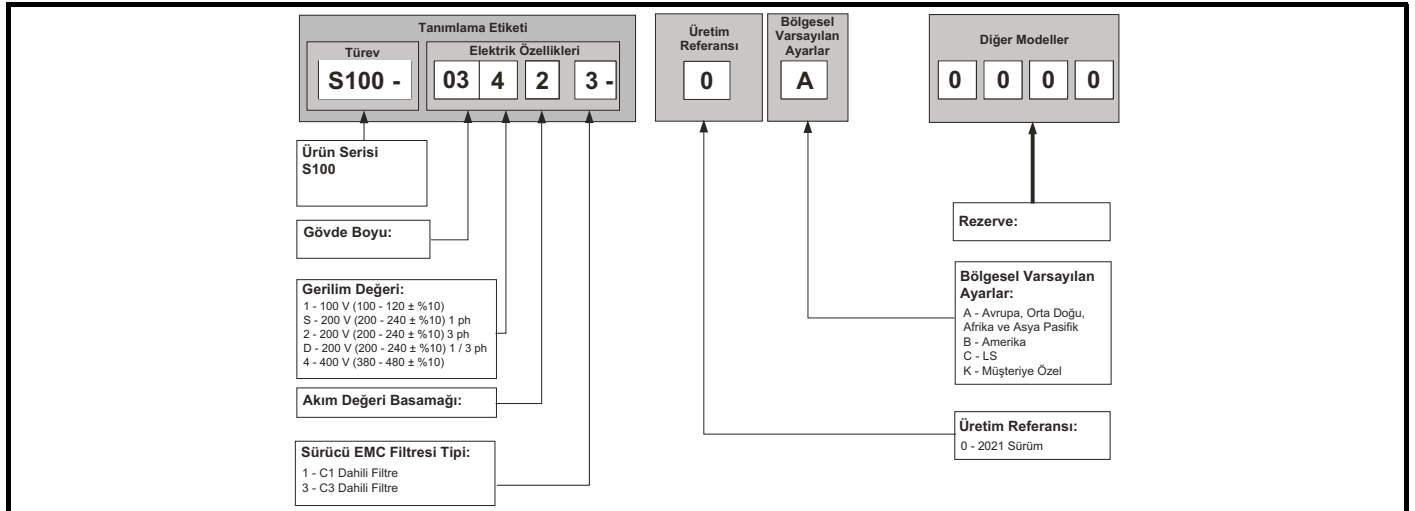 Tanımlama Etiketi
Türev
Elektrik Özellikleri
S100 -
03
4
2
3 -
Üretim
Referansı
0
Bölgesel
Varsayılan
Ayarlar
A
Diğer Modeller
0
0
0
0
Ürün Serisi
S100
Gövde Boyu:
Gerilim Değeri:
1 - 100 V (100 - 120 ± %10)
S - 200 V (200 - 240 ± %10) 1 ph
2 - 200 V (200 - 240 ± %10) 3 ph
D - 200 V (200 - 240 ± %10) 1 / 3 ph
4 - 400 V (380 - 480 ± %10)
Akım Değeri Basamağı:
Sürücü EMC Filtresi Tipi:
1 - C1 Dahili Filtre
3 - C3 Dahili Filtre
Rezerve:
Bölgesel Varsayılan
Ayarlar:
A - Avrupa, Orta Doğu,
Afrika ve Asya Pasifik
B - Amerika
C - LS
K - Müşteriye Özel
Üretim Referansı:
0 - 2021 Sürüm